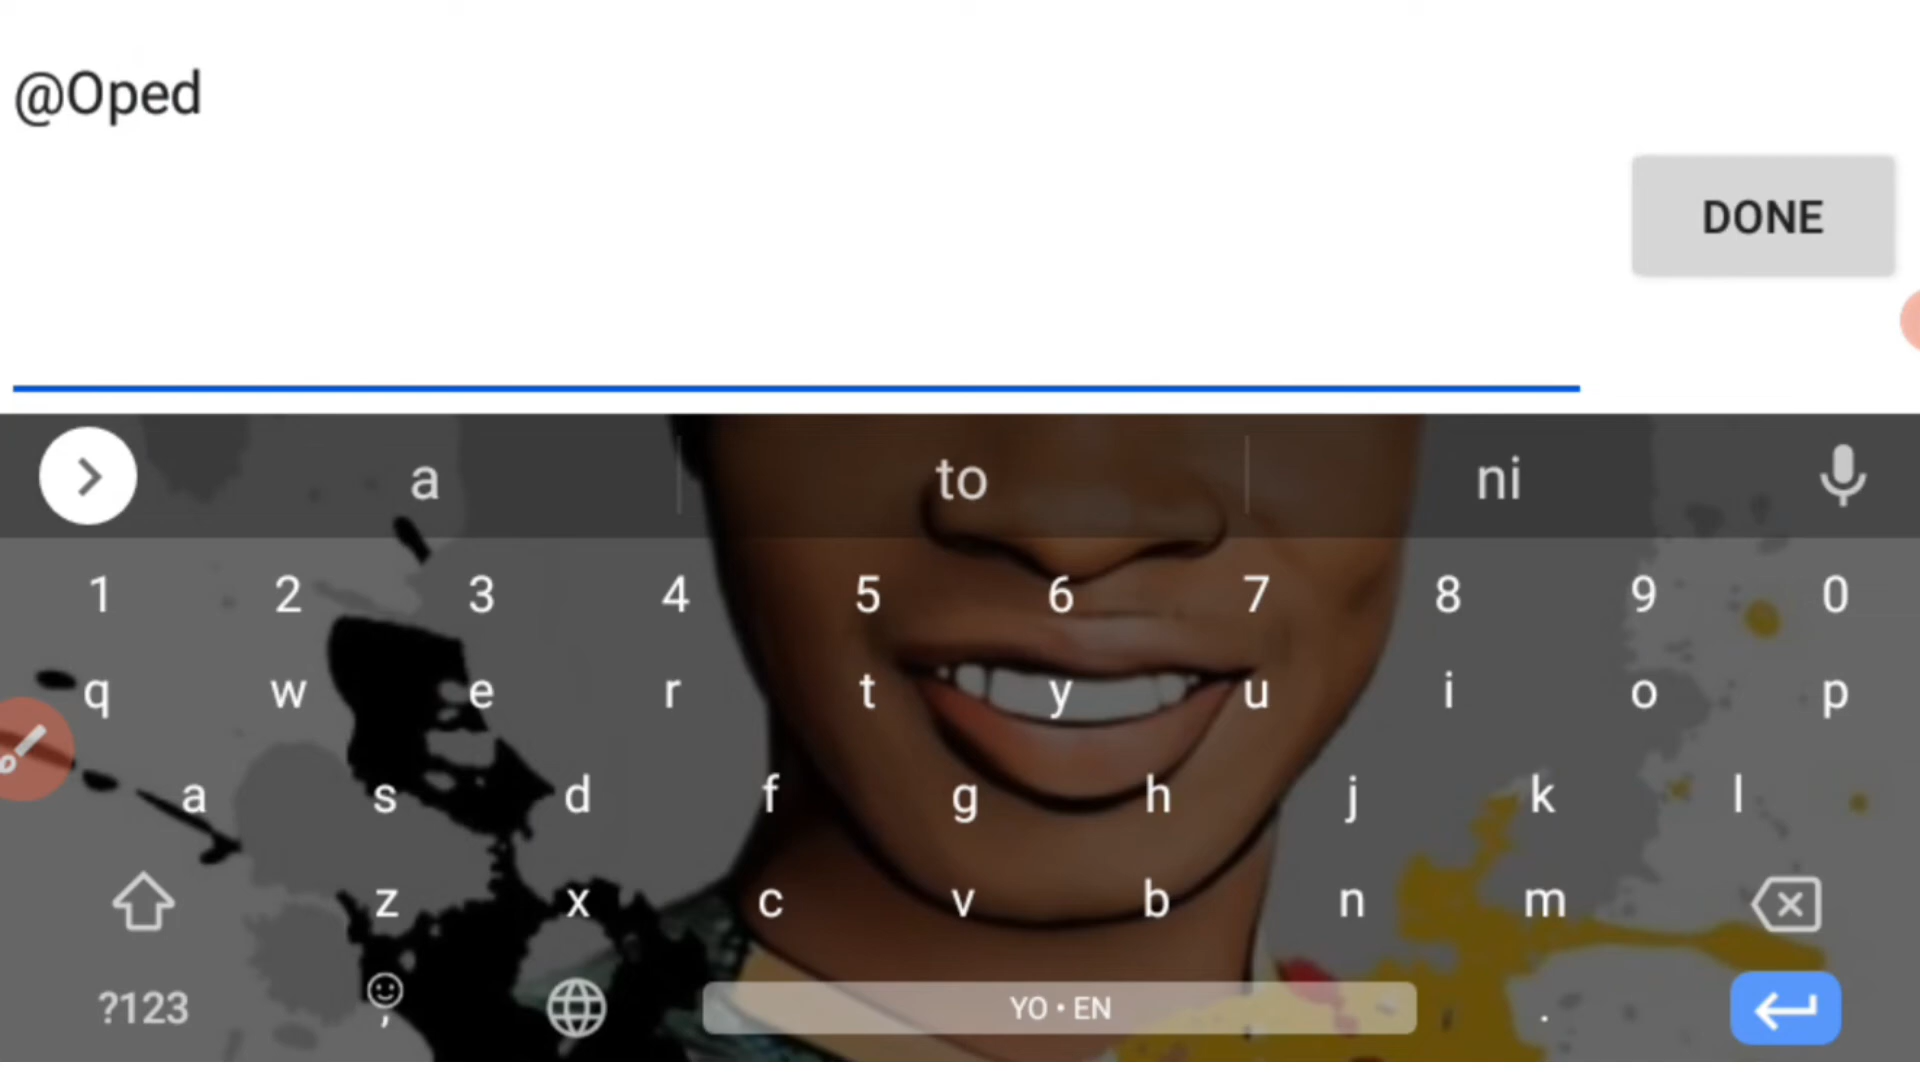 @Oped
DONE
a to ni
1 2 3 4 5 6 7 8 9 0
q w e r t y u i o p
a s d f g h j k l
z x c v b n m
?123 , YO • EN .